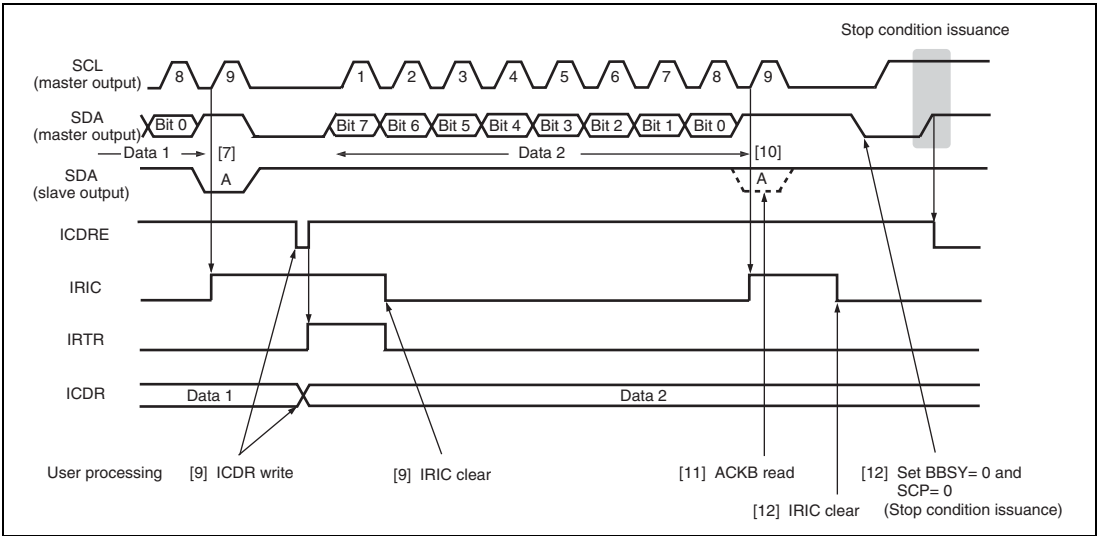 Stop condition issuance
SCL
(master output)
8 9 1 2 3 4 5 6 7 8 9
SDA
(master output)
Bit 0 Bit 7 Bit 6 Bit 5 Bit 4 Bit 3 Bit 2 Bit 1 Bit 0
Data 1 [7] Data 2 [10]
SDA
(slave output)
A A
ICDRE
IRIC
IRTR
ICDR
Data 1 Data 2
User processing [9] ICDR write [9] IRIC clear [11] ACKB read [12] Set BBSY= 0 and
SCP= 0
[12] IRIC clear (Stop condition issuance)